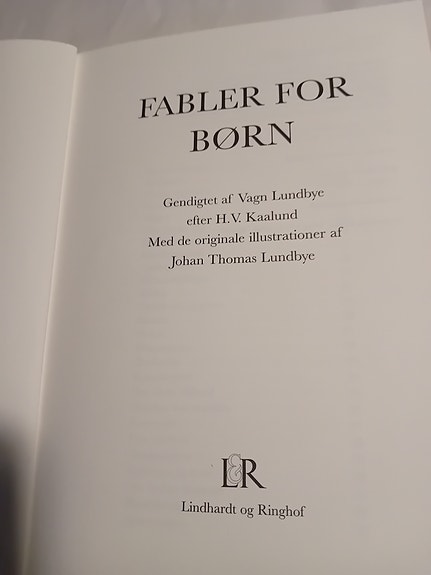 FABLER FOR
BØRN
Gendigtet af Vagn Lundbye
efter H.V. Kaalund
Med de originale illustrationer af
Johan Thomas Lundbye
L&R
Lindhardt og Ringhof